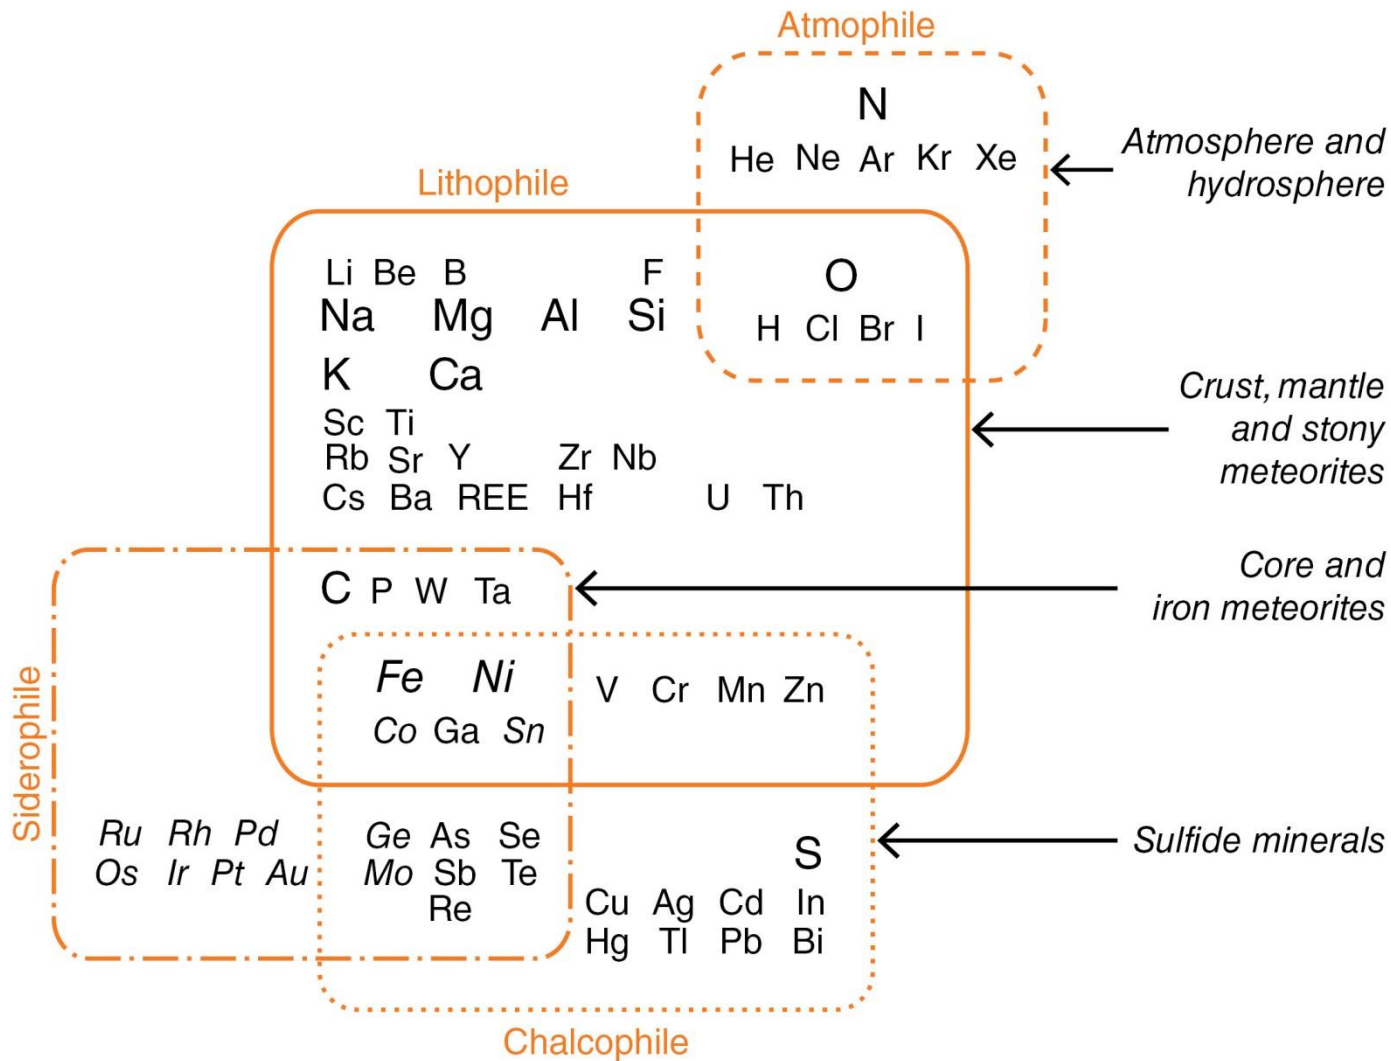 Atmophile
N
He Ne Ar Kr Xe
Atmosphere and
hydrosphere
Lithophile
Li Be B F
Na Mg Al Si
K Ca
O
H Cl Br I
Sc Ti
Rb Sr Y Zr Nb
Cs Ba REE Hf U Th
Crust, mantle
and stony
meteorites
C P W Ta
Core and
iron meteorites
Fe Ni
Co Ga Sn
V Cr Mn Zn
Siderophile
Ru Rh Pd
Os Ir Pt Au
Ge As Se
Mo Sb Te
Re
S
Cu Ag Cd In
Hg Tl Pb Bi
Sulfide minerals
Chalcophile